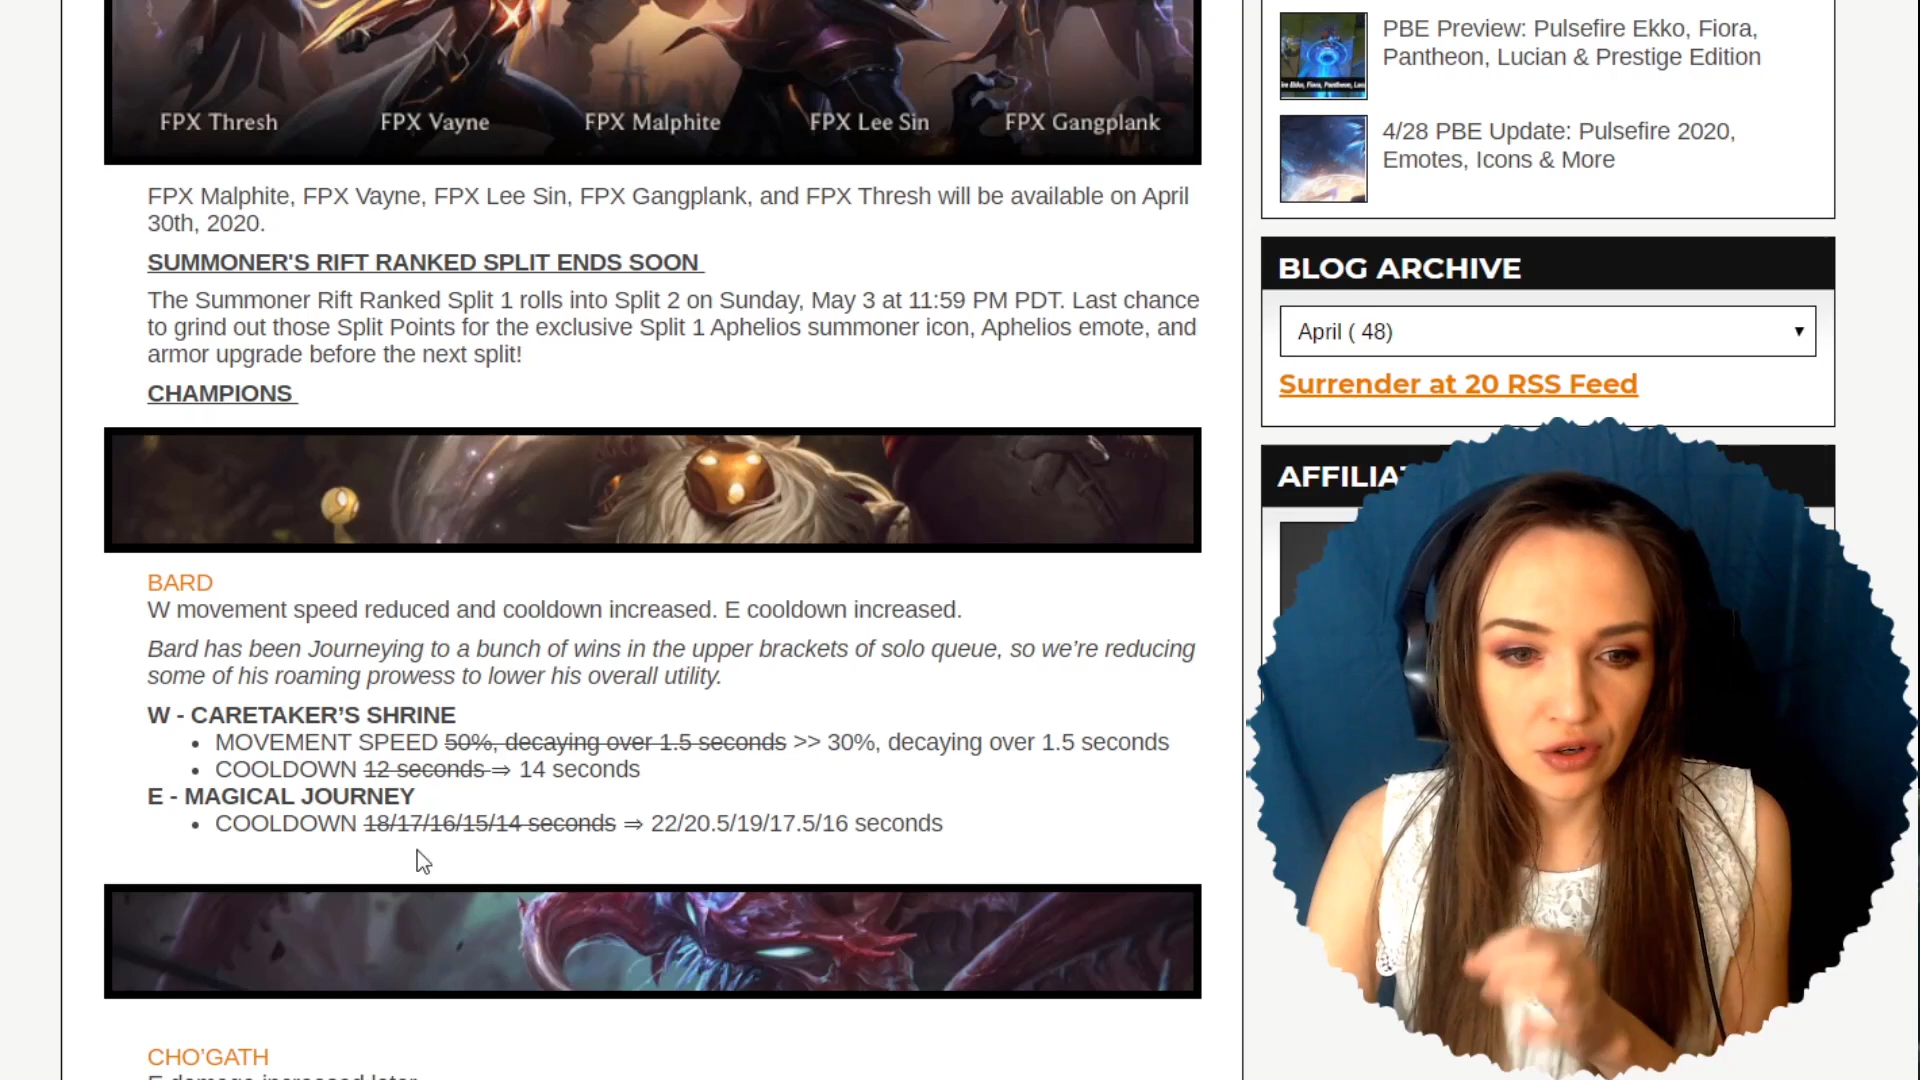 FPX Thresh FPX Vayne FPX Malphite FPX Lee Sin FPX Gangplank
FPX Malphite, FPX Vayne, FPX Lee Sin, FPX Gangplank, and FPX Thresh will be available on April
30th, 2020.
SUMMONER'S RIFT RANKED SPLIT ENDS SOON
The Summoner Rift Ranked Split 1 rolls into Split 2 on Sunday, May 3 at 11:59 PM PDT. Last chance
to grind out those Split Points for the exclusive Split 1 Aphelios summoner icon, Aphelios emote, and
armor upgrade before the next split!
CHAMPIONS
BARD
W movement speed reduced and cooldown increased. E cooldown increased.
Bard has been Journeying to a bunch of wins in the upper brackets of solo queue, so we’re reducing
some of his roaming prowess to lower his overall utility.
W - CARETAKER’S SHRINE
• MOVEMENT SPEED 50%, decaying over 1.5 seconds >> 30%, decaying over 1.5 seconds
• COOLDOWN 12 seconds ⇒ 14 seconds
E - MAGICAL JOURNEY
• COOLDOWN 18/17/16/15/14 seconds ⇒ 22/20.5/19/17.5/16 seconds
CHO’GATH
E damage increased later
PBE Preview: Pulsefire Ekko, Fiora,
Pantheon, Lucian & Prestige Edition
4/28 PBE Update: Pulsefire 2020,
Emotes, Icons & More
BLOG ARCHIVE
April ( 48)
Surrender at 20 RSS Feed